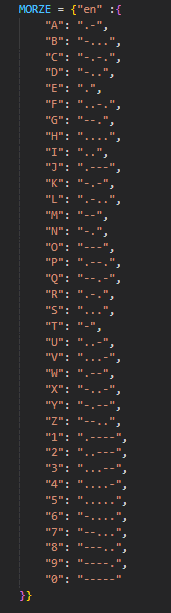 MORZE = {"en" :{
"A": ".-",
"B": "-...",
"C": "-.-.",
"D": "-..",
"E": ".",
"F": "..-.",
"G": "--.",
"H": "....",
"I": "..",
"J": ".---",
"K": "-.-",
"L": ".-..",
"M": "--",
"N": "-.",
"O": "---",
"P": ".--.",
"Q": "--.-",
"R": ".-.",
"S": "...",
"T": "-",
"U": "..-",
"V": "...-",
"W": ".--",
"X": "-..-",
"Y": "-.--",
"Z": "--..",
"1": ".----",
"2": "..---",
"3": "...--",
"4": "....-",
"5": ".....",
"6": "-....",
"7": "--...",
"8": "---..",
"9": "----.",
"0": "-----"
}}